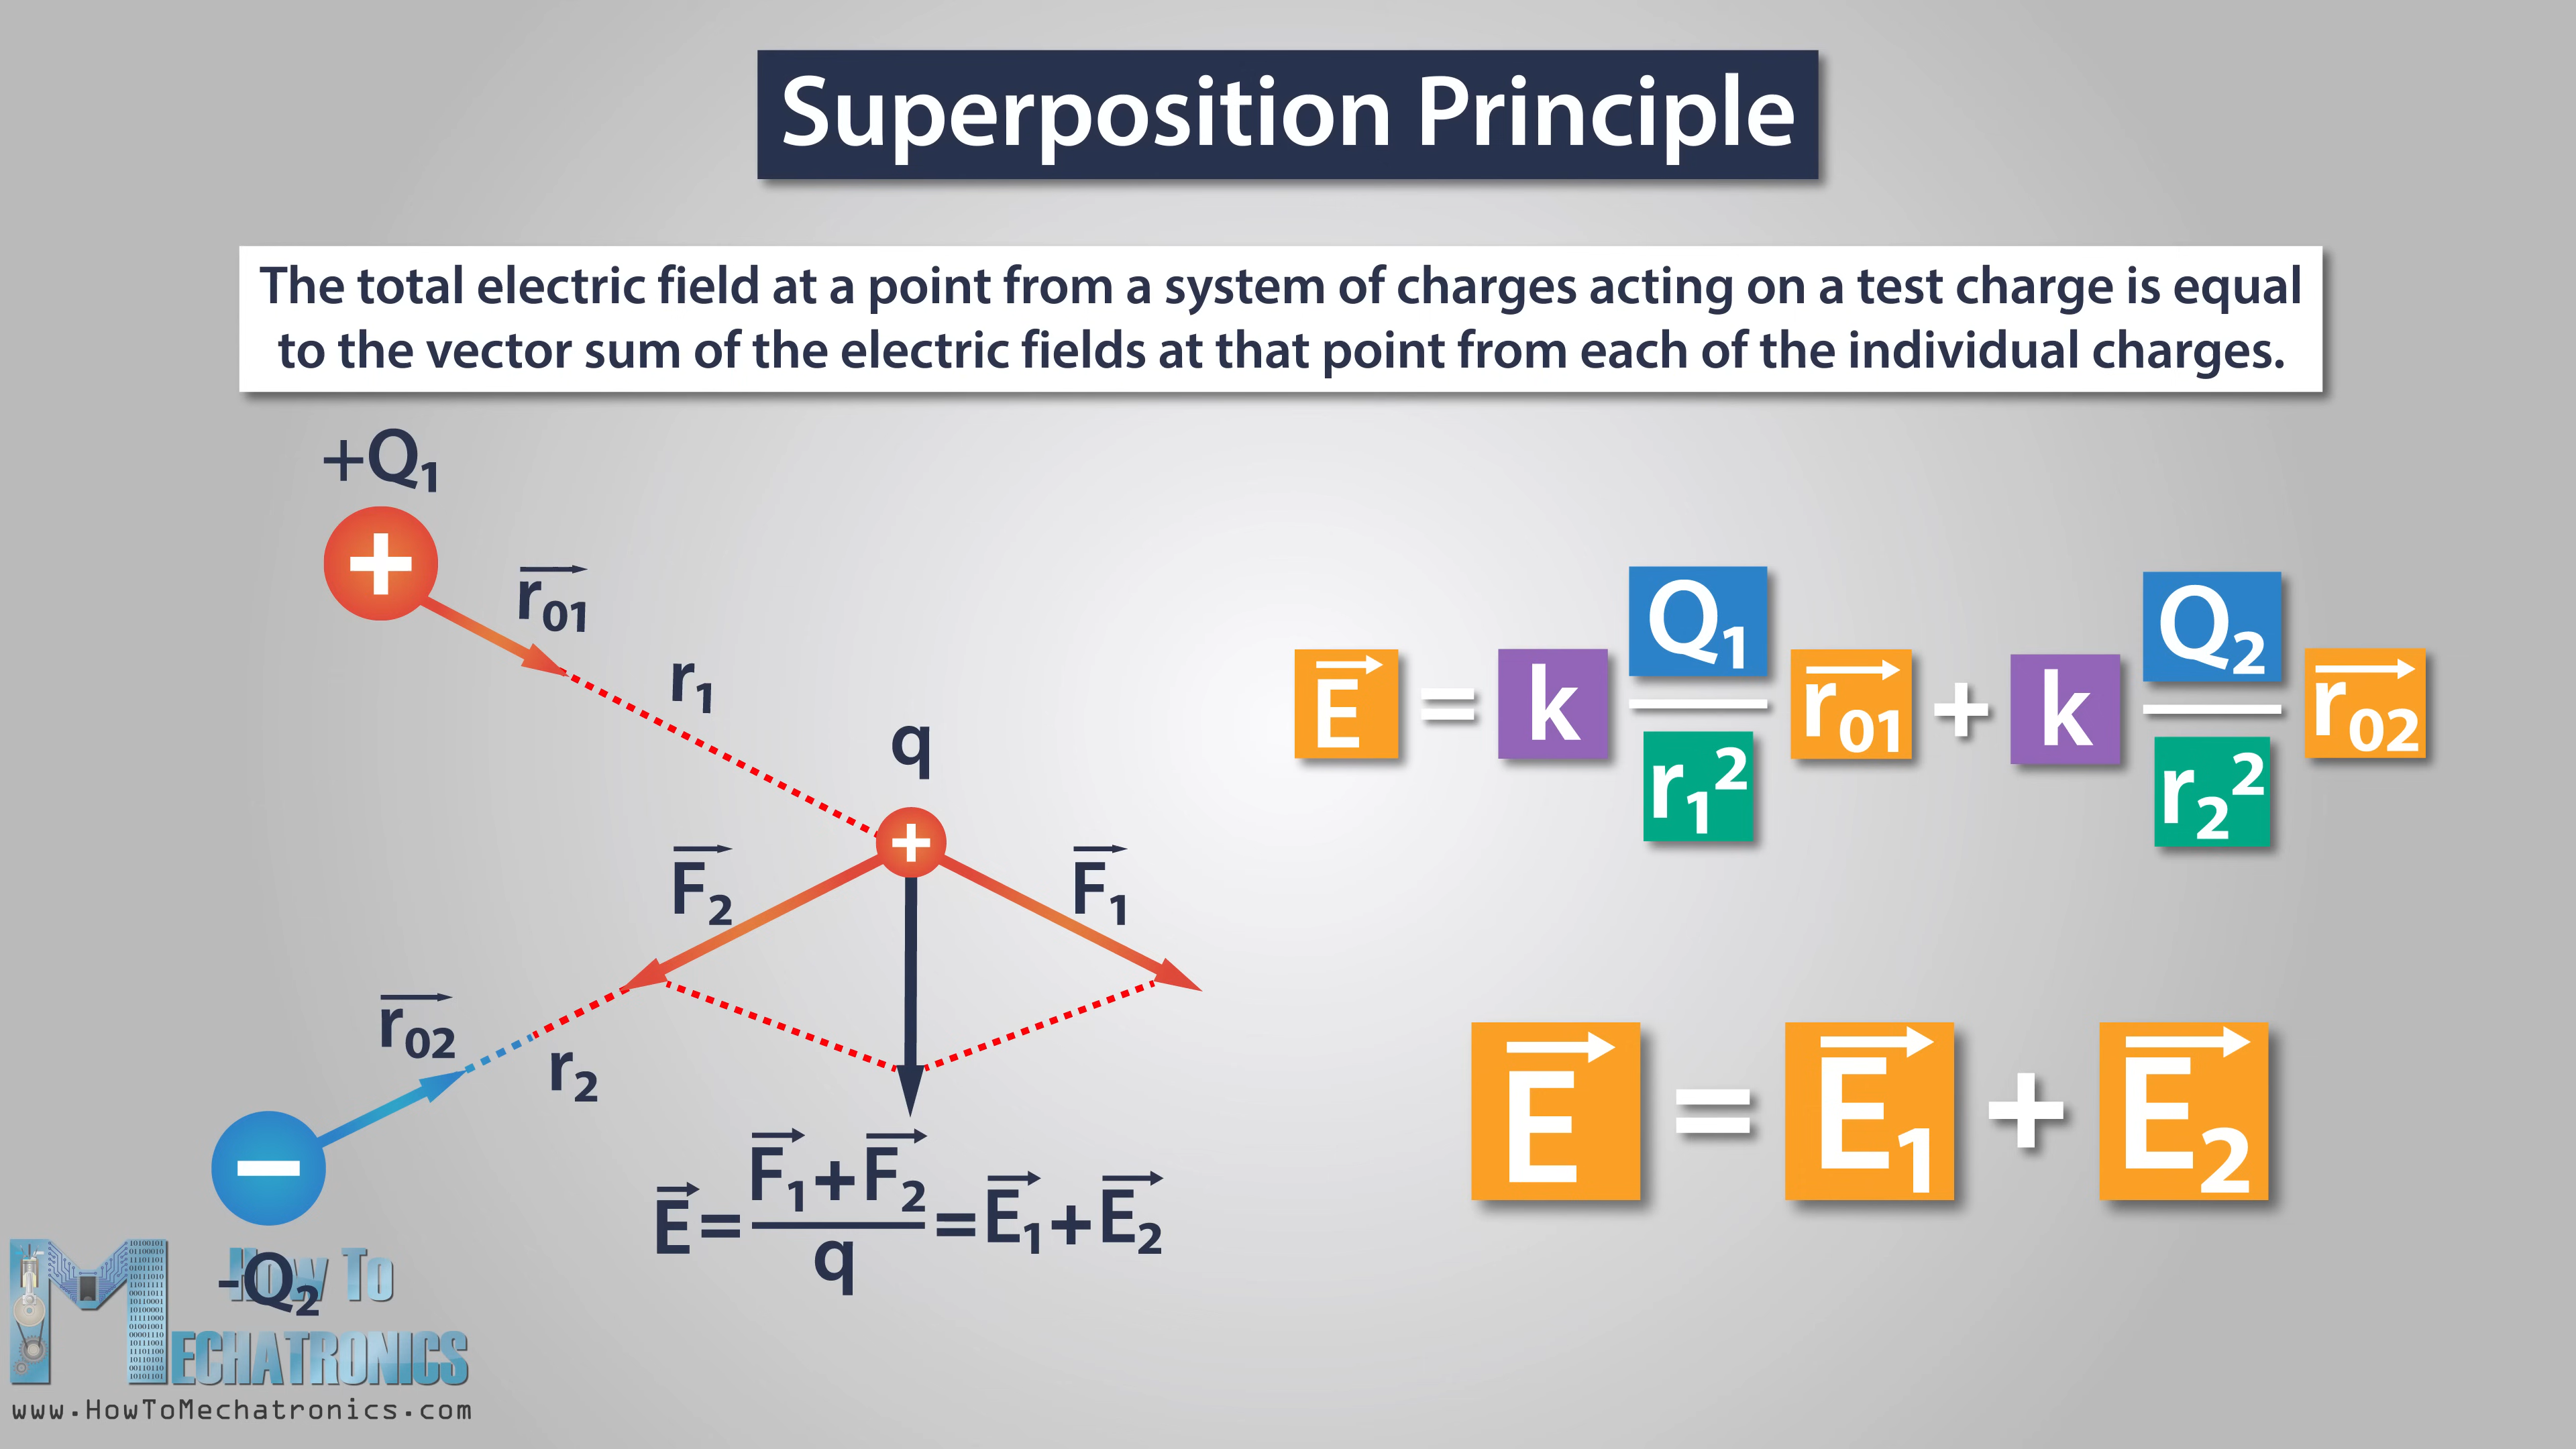 Superposition Principle
The total electric field at a point from a system of charges acting on a test charge is equal
to the vector sum of the electric fields at that point from each of the individual charges.
+Q₁
+
r₀₁
r₁
q
+
F₂
F₁
r₀₂
r₂
−
-Q₂
E = (F₁+F₂)/q = E₁+E₂
E = k Q₁/r₁² r₀₁ + k Q₂/r₂² r₀₂
E = E₁ + E₂
How To
MECHATRONICS
www.HowToMechatronics.com